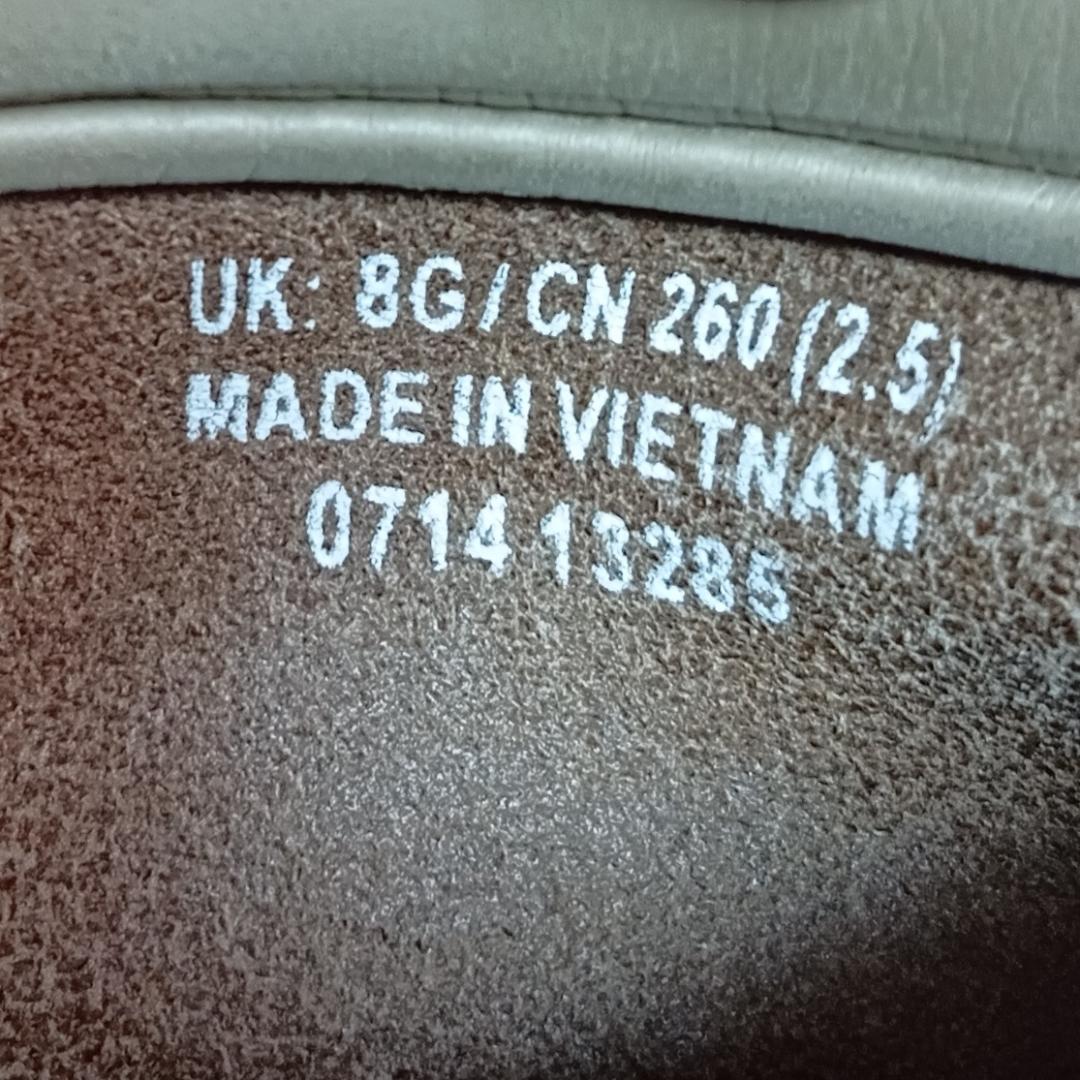 UK: 8G/CN 260 (2.5)
MADE IN VIETNAM
0714 13285